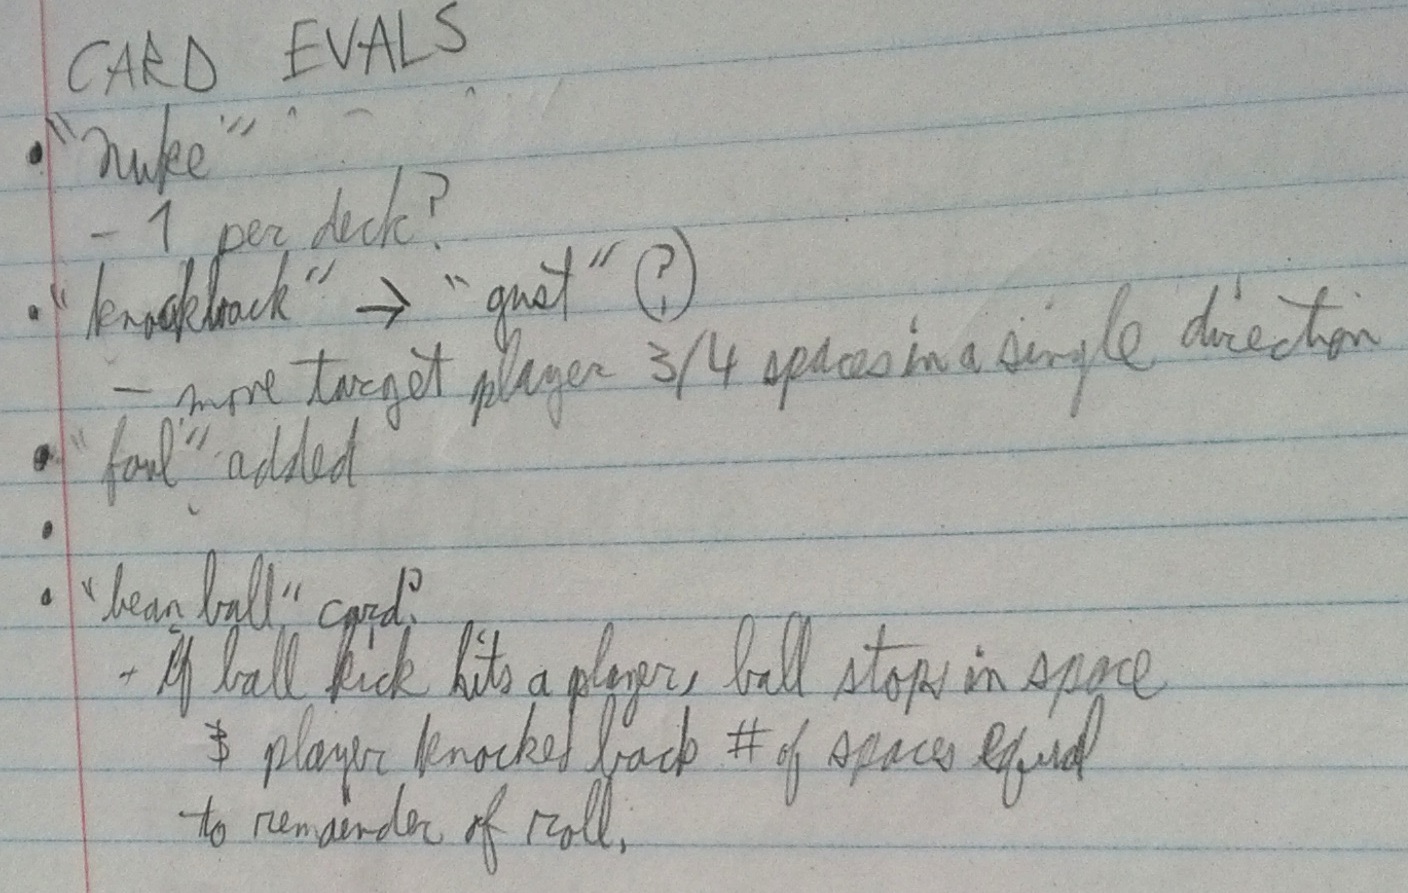 CARD EVALS
• "nuke"
- 1 per deck?
• "knockback" → "gust" (?)
- move target player 3/4 spaces in a single direction
• "foul" added
•
• "bean ball" card?
- If ball kick hits a player, ball stops in space
& player knocked back # of spaces equal
to remainder of roll.